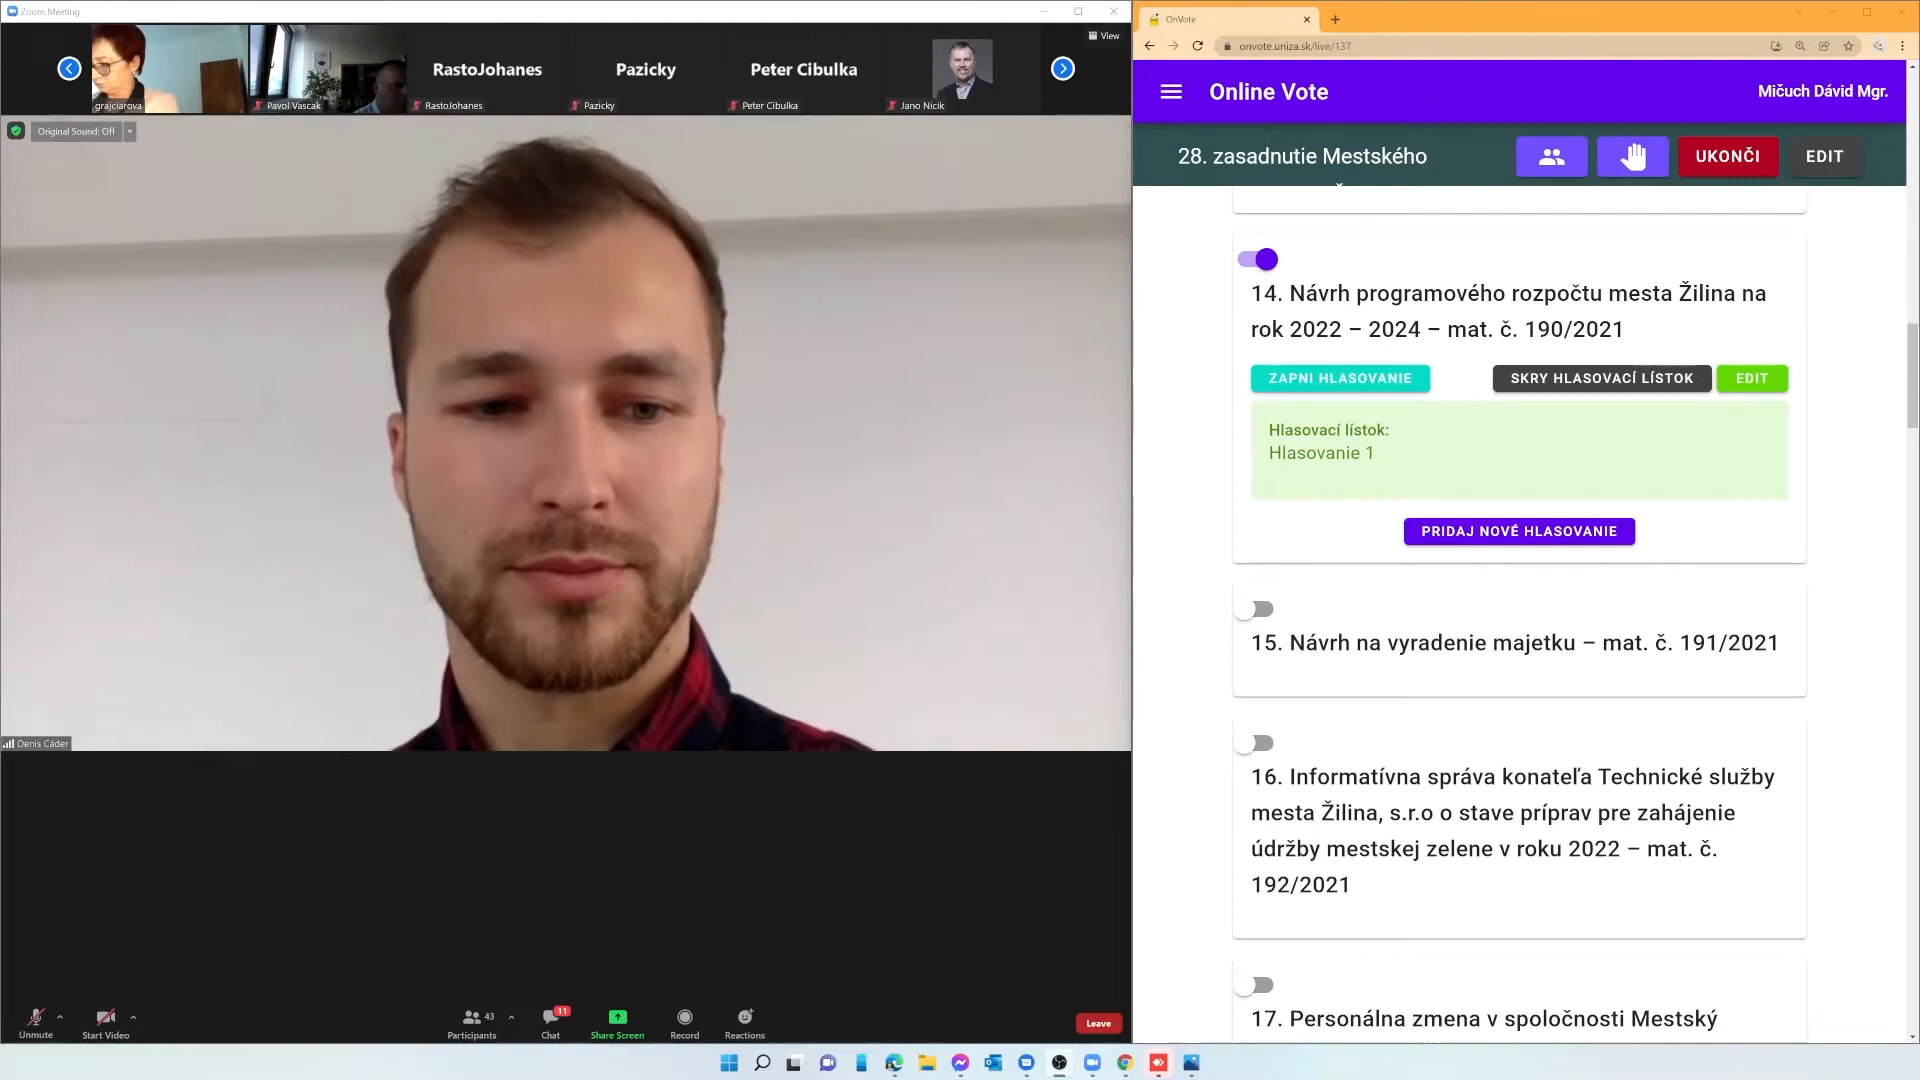 Zoom Meeting
View
RastoJohanes
Pazicky
Peter Cibulka
grajciarova
Pavol Vascak
RastoJohanes
Pazicky
Peter Cibulka
Jano Nicik
Original Sound: Off
Denis Cáder
Unmute
Start Video
43
Participants
11
Chat
Share Screen
Record
Reactions
Leave
OnVote
onvote.uniza.sk/live/137
Online Vote
Mičuch Dávid Mgr.
28. zasadnutie Mestského
UKONČI
EDIT
14. Návrh programového rozpočtu mesta Žilina na
rok 2022 – 2024 – mat. č. 190/2021
ZAPNI HLASOVANIE
SKRY HLASOVACÍ LÍSTOK
EDIT
Hlasovací lístok:
Hlasovanie 1
PRIDAJ NOVÉ HLASOVANIE
15. Návrh na vyradenie majetku – mat. č. 191/2021
16. Informatívna správa konateľa Technické služby
mesta Žilina, s.r.o o stave príprav pre zahájenie
údržby mestskej zelene v roku 2022 – mat. č.
192/2021
17. Personálna zmena v spoločnosti Mestský